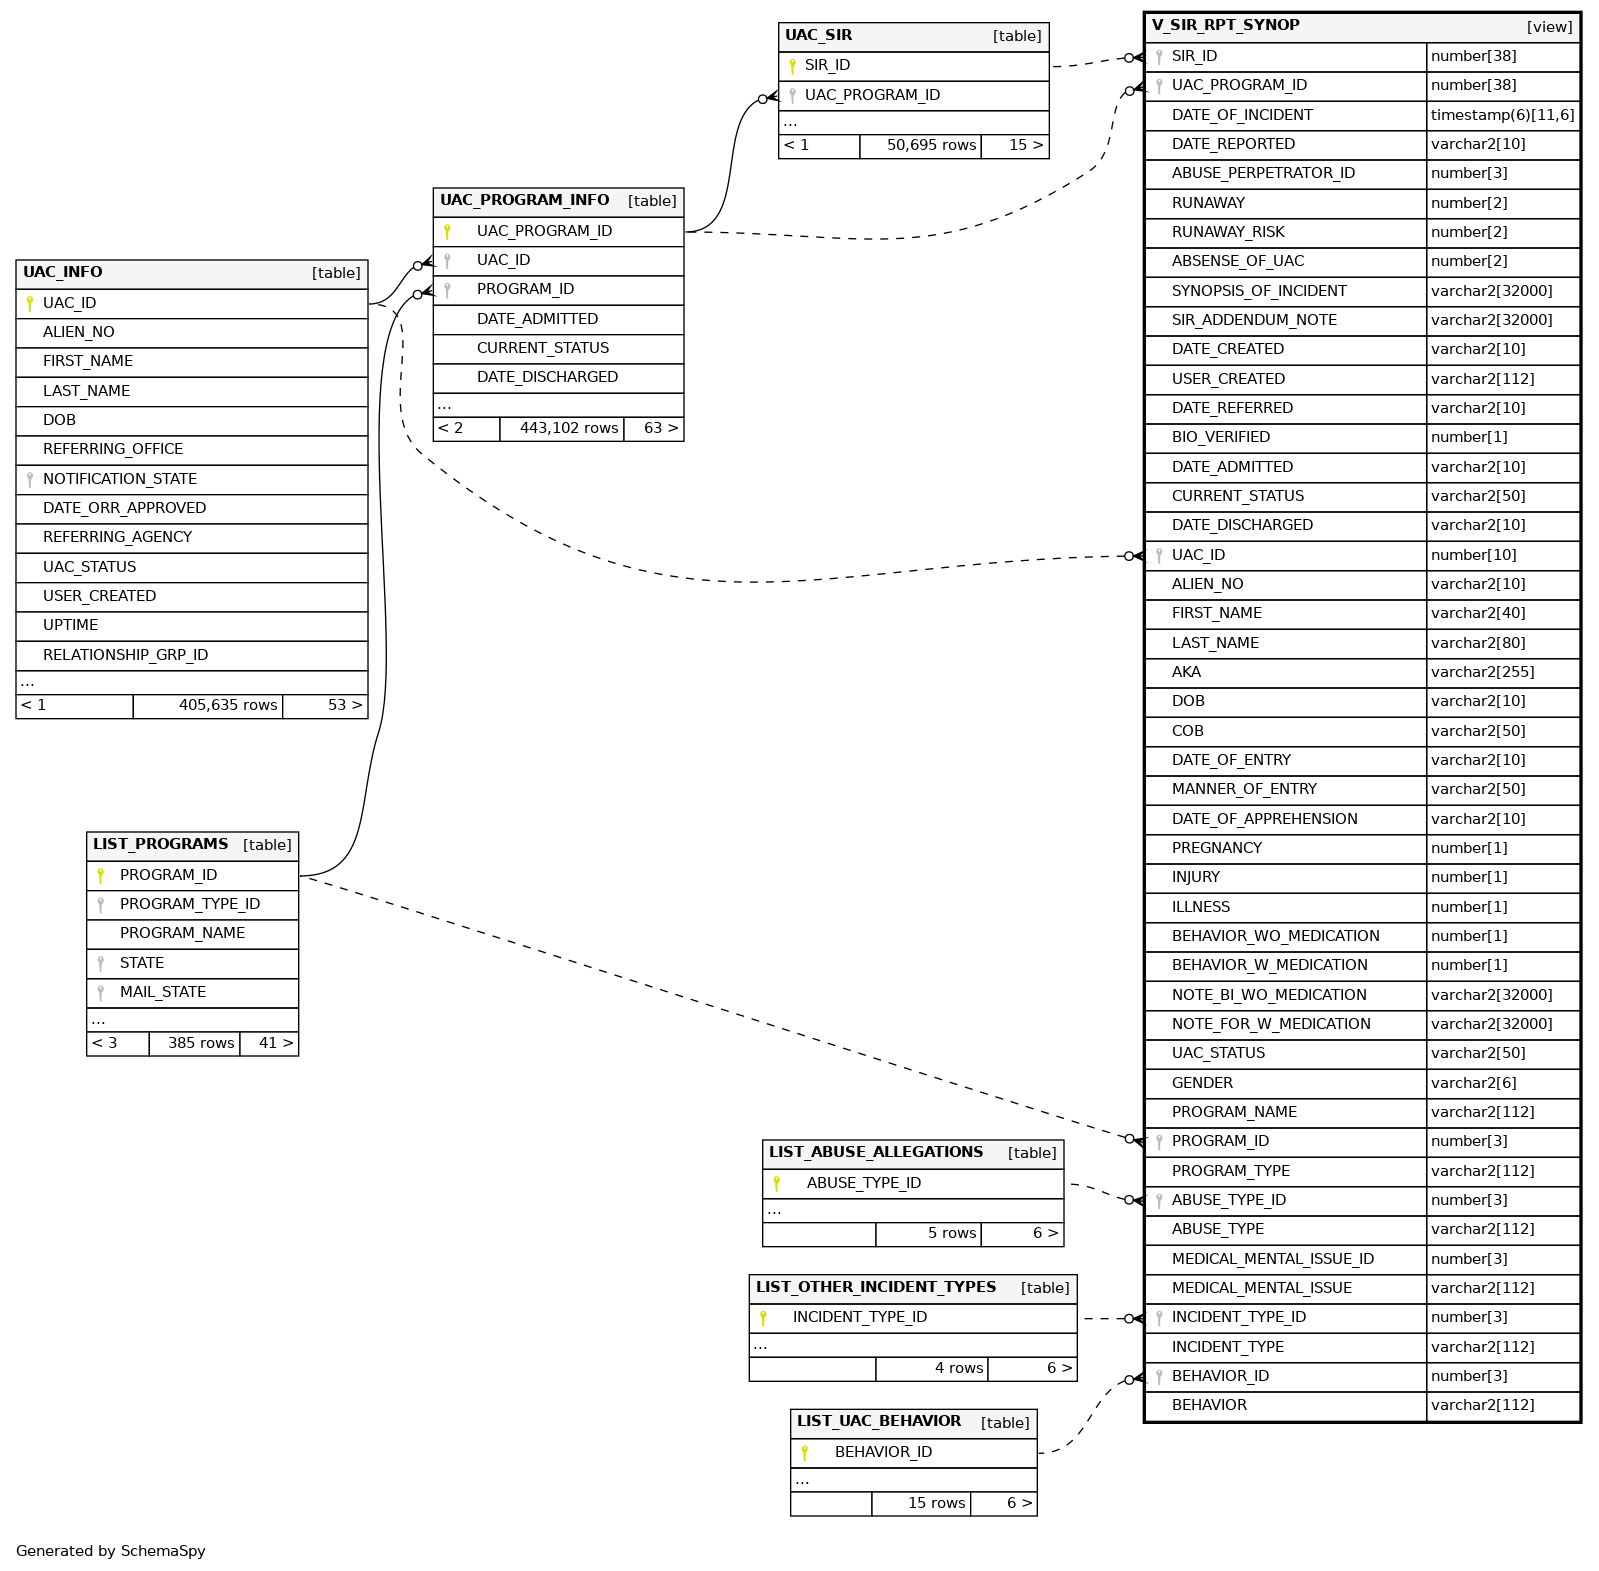 UAC_SIR [table]
SIR_ID
UAC_PROGRAM_ID
...
< 1 50,695 rows 15 >
UAC_PROGRAM_INFO [table]
UAC_PROGRAM_ID
UAC_ID
PROGRAM_ID
DATE_ADMITTED
CURRENT_STATUS
DATE_DISCHARGED
...
< 2 443,102 rows 63 >
UAC_INFO [table]
UAC_ID
ALIEN_NO
FIRST_NAME
LAST_NAME
DOB
REFERRING_OFFICE
NOTIFICATION_STATE
DATE_ORR_APPROVED
REFERRING_AGENCY
UAC_STATUS
USER_CREATED
UPTIME
RELATIONSHIP_GRP_ID
...
< 1 405,635 rows 53 >
LIST_PROGRAMS [table]
PROGRAM_ID
PROGRAM_TYPE_ID
PROGRAM_NAME
STATE
MAIL_STATE
...
< 3 385 rows 41 >
LIST_ABUSE_ALLEGATIONS [table]
ABUSE_TYPE_ID
...
5 rows 6 >
LIST_OTHER_INCIDENT_TYPES [table]
INCIDENT_TYPE_ID
...
4 rows 6 >
LIST_UAC_BEHAVIOR [table]
BEHAVIOR_ID
...
15 rows 6 >
V_SIR_RPT_SYNOP [view]
SIR_ID number[38]
UAC_PROGRAM_ID number[38]
DATE_OF_INCIDENT timestamp(6)[11,6]
DATE_REPORTED varchar2[10]
ABUSE_PERPETRATOR_ID number[3]
RUNAWAY number[2]
RUNAWAY_RISK number[2]
ABSENSE_OF_UAC number[2]
SYNOPSIS_OF_INCIDENT varchar2[32000]
SIR_ADDENDUM_NOTE varchar2[32000]
DATE_CREATED varchar2[10]
USER_CREATED varchar2[112]
DATE_REFERRED varchar2[10]
BIO_VERIFIED number[1]
DATE_ADMITTED varchar2[10]
CURRENT_STATUS varchar2[50]
DATE_DISCHARGED varchar2[10]
UAC_ID number[10]
ALIEN_NO varchar2[10]
FIRST_NAME varchar2[40]
LAST_NAME varchar2[80]
AKA varchar2[255]
DOB varchar2[10]
COB varchar2[50]
DATE_OF_ENTRY varchar2[10]
MANNER_OF_ENTRY varchar2[50]
DATE_OF_APPREHENSION varchar2[10]
PREGNANCY number[1]
INJURY number[1]
ILLNESS number[1]
BEHAVIOR_WO_MEDICATION number[1]
BEHAVIOR_W_MEDICATION number[1]
NOTE_BI_WO_MEDICATION varchar2[32000]
NOTE_FOR_W_MEDICATION varchar2[32000]
UAC_STATUS varchar2[50]
GENDER varchar2[6]
PROGRAM_NAME varchar2[112]
PROGRAM_ID number[3]
PROGRAM_TYPE varchar2[112]
ABUSE_TYPE_ID number[3]
ABUSE_TYPE varchar2[112]
MEDICAL_MENTAL_ISSUE_ID number[3]
MEDICAL_MENTAL_ISSUE varchar2[112]
INCIDENT_TYPE_ID number[3]
INCIDENT_TYPE varchar2[112]
BEHAVIOR_ID number[3]
BEHAVIOR varchar2[112]
Generated by SchemaSpy